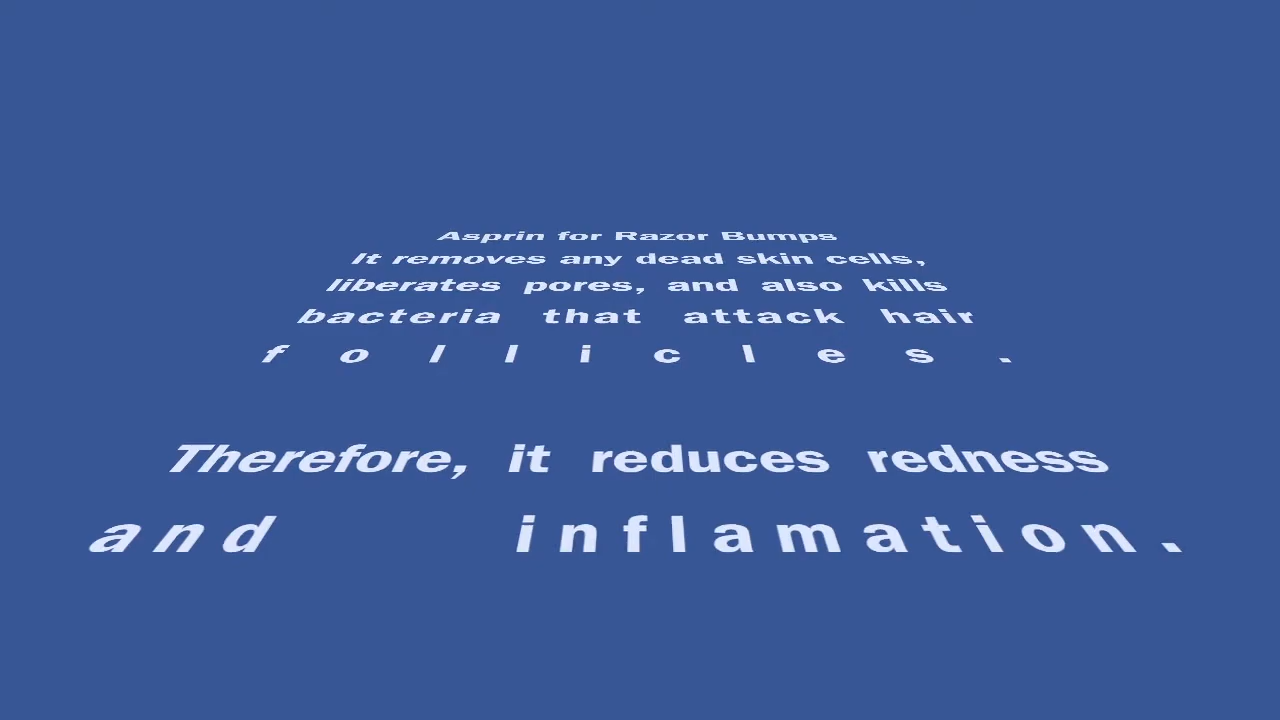 Asprin for Razor Bumps
It removes any dead skin cells,
liberates pores, and also kills
bacteria that attack hair
follicles.
Therefore, it reduces redness
and inflamation.